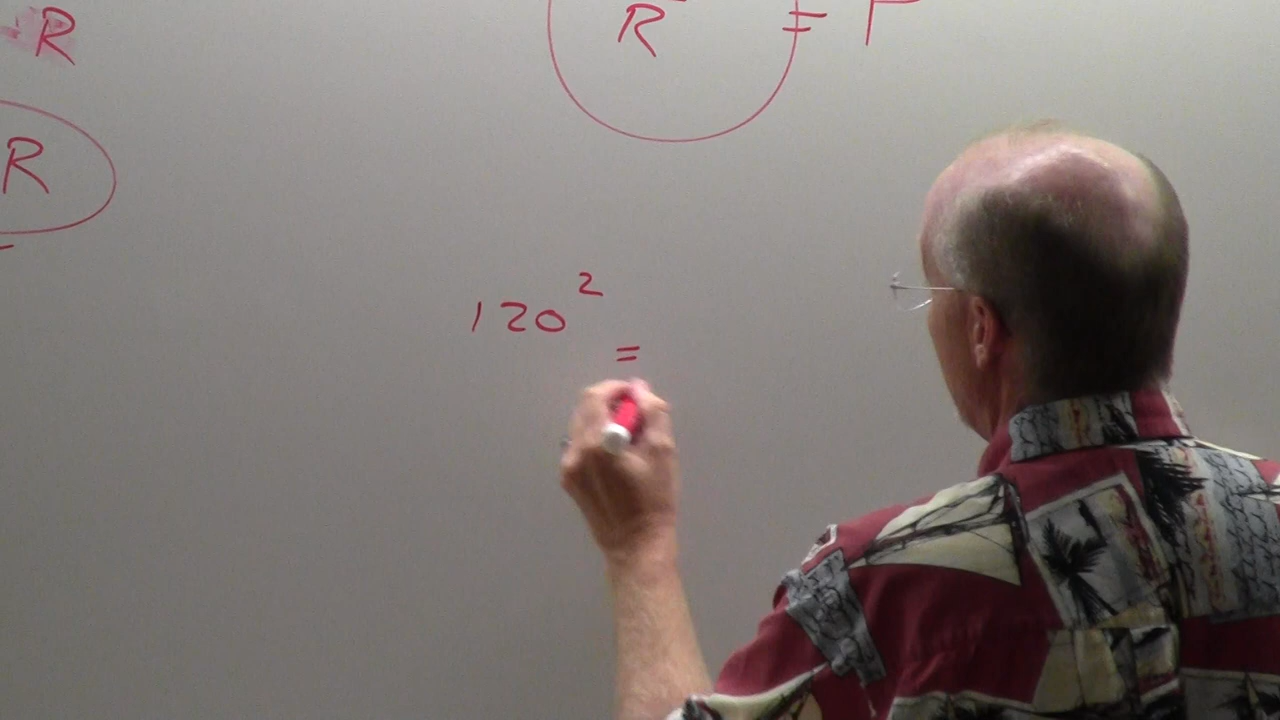 R
R = P
R
120²
=